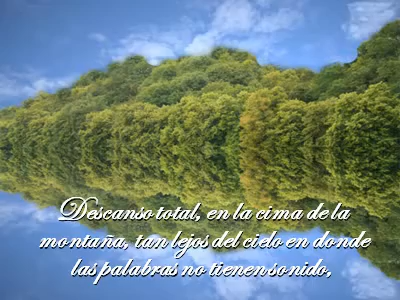 Descanso total, en la cima de la
montaña, tan lejos del cielo en donde
las palabras no tienen sonido,